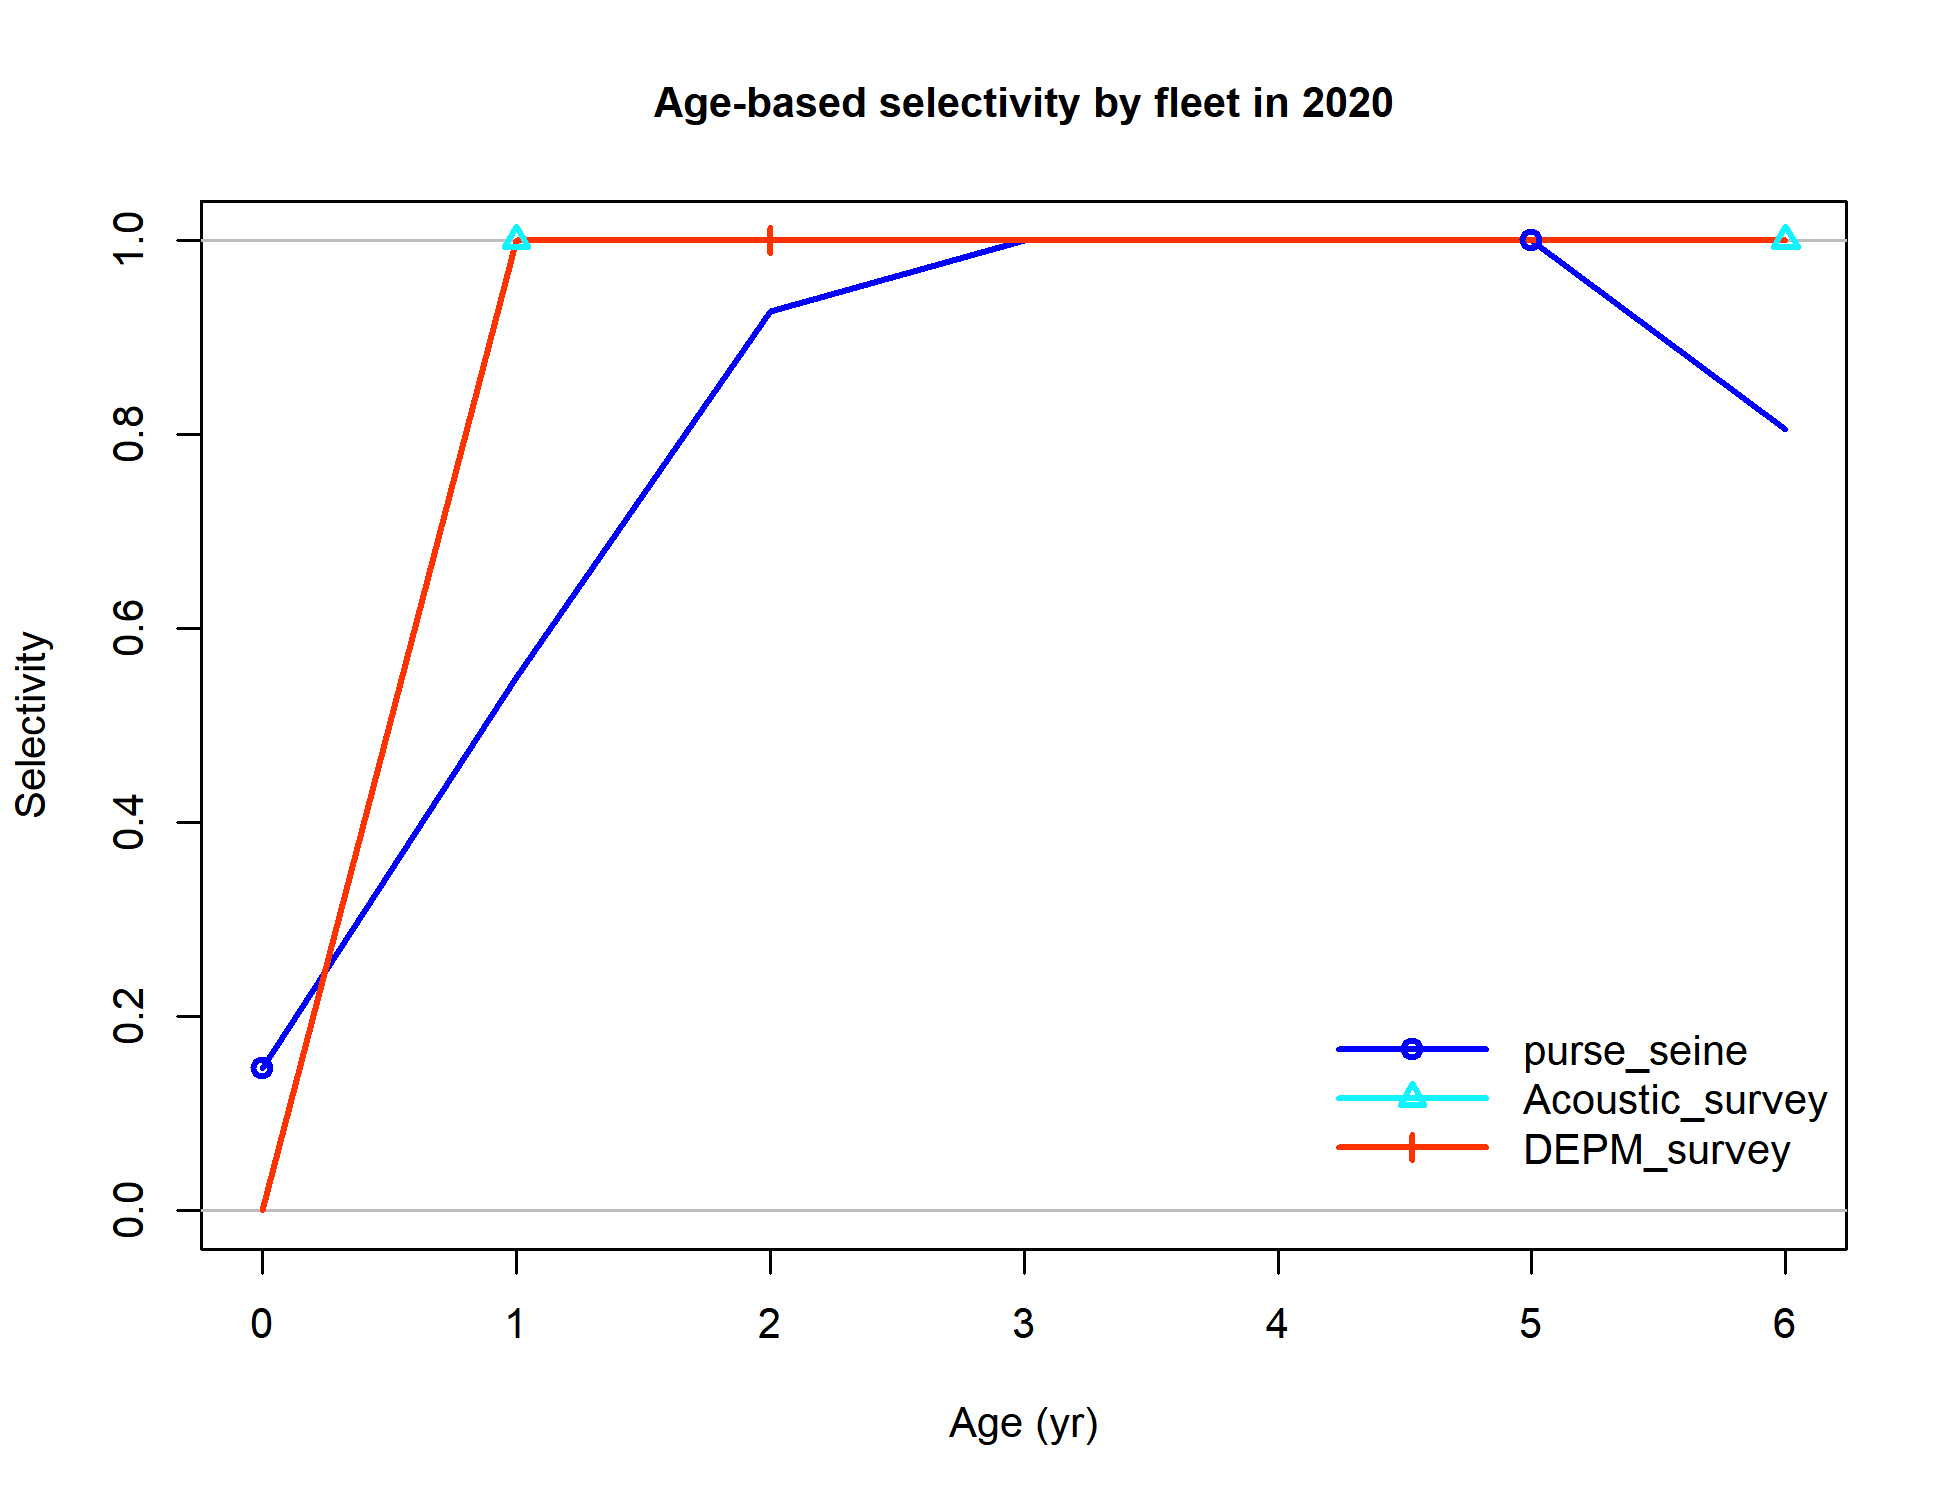 Age-based selectivity by fleet in 2020
Selectivity
1.0
0.8
0.6
0.4
0.2
0.0
purse_seine
Acoustic_survey
DEPM_survey
0 1 2 3 4 5 6
Age (yr)